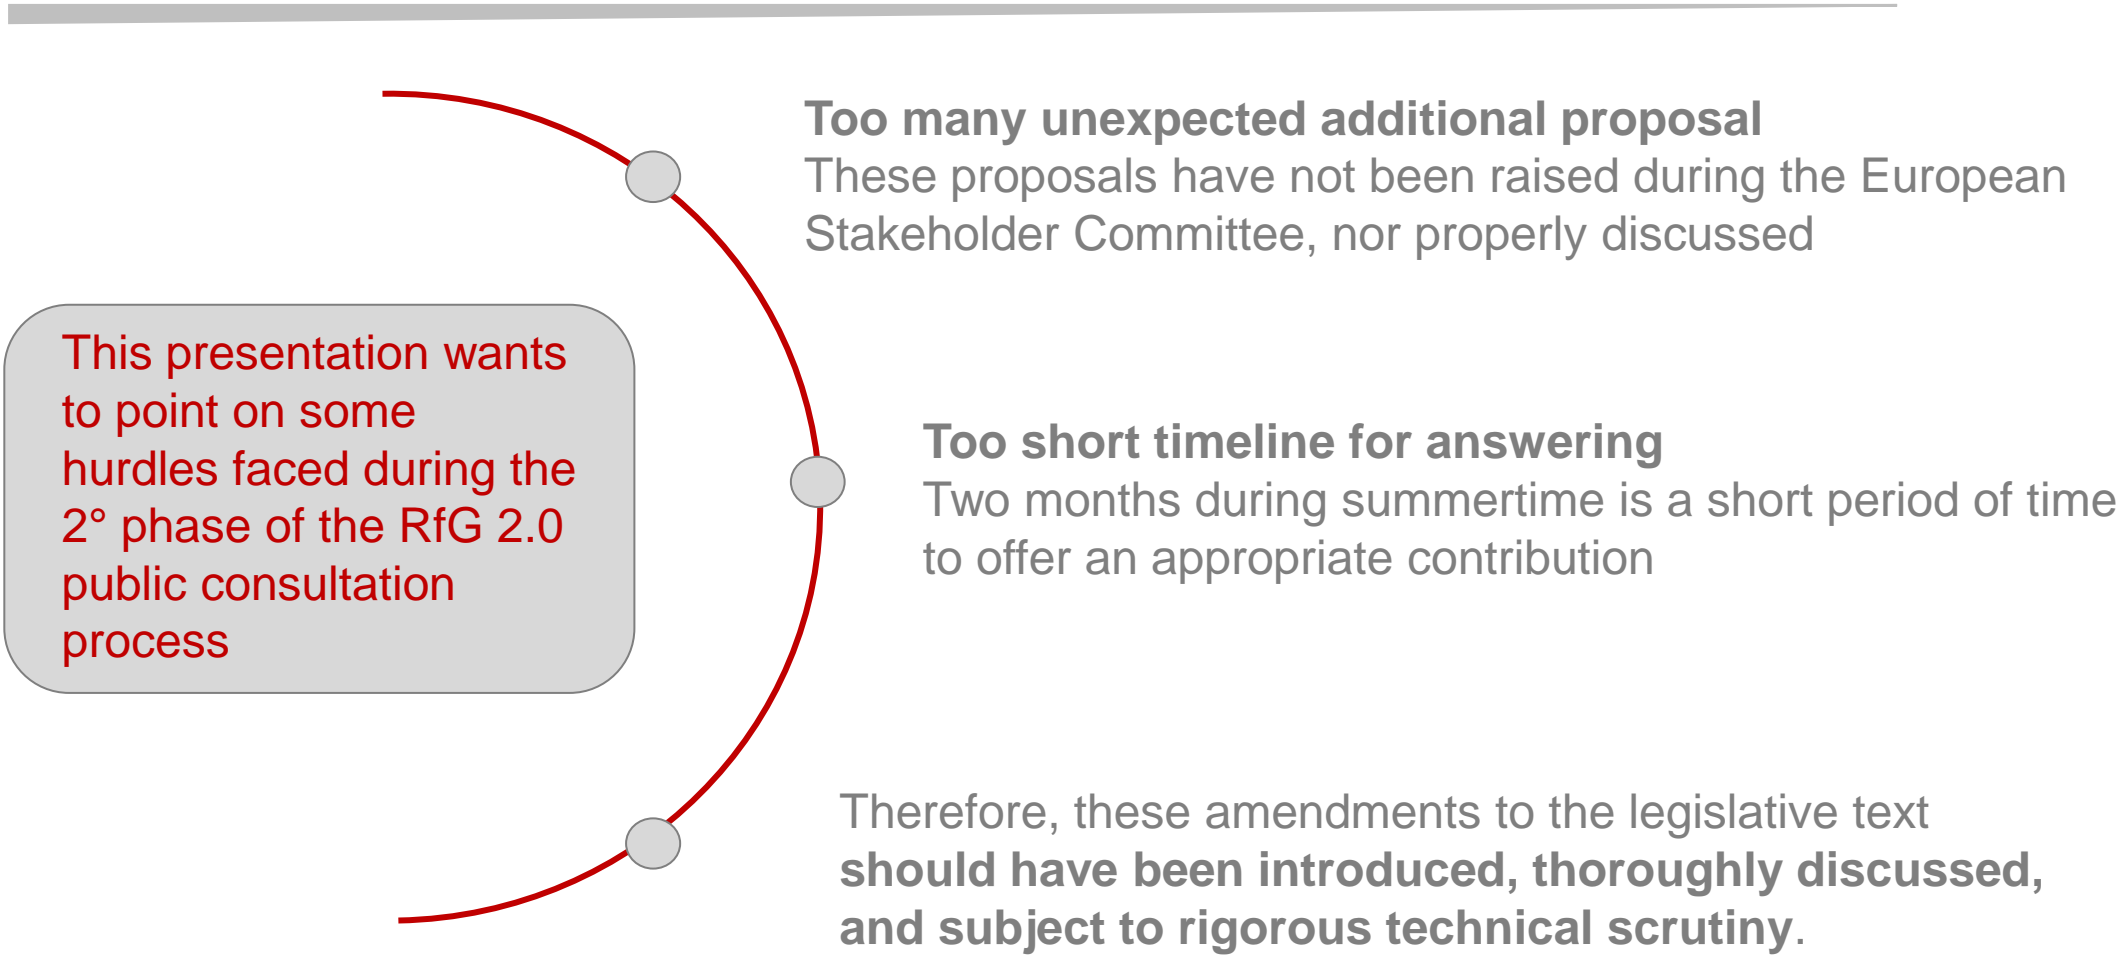 This presentation wants
to point on some
hurdles faced during the
2° phase of the RfG 2.0
public consultation
process
Too many unexpected additional proposal
These proposals have not been raised during the European
Stakeholder Committee, nor properly discussed
Too short timeline for answering
Two months during summertime is a short period of time
to offer an appropriate contribution
Therefore, these amendments to the legislative text
should have been introduced, thoroughly discussed,
and subject to rigorous technical scrutiny.